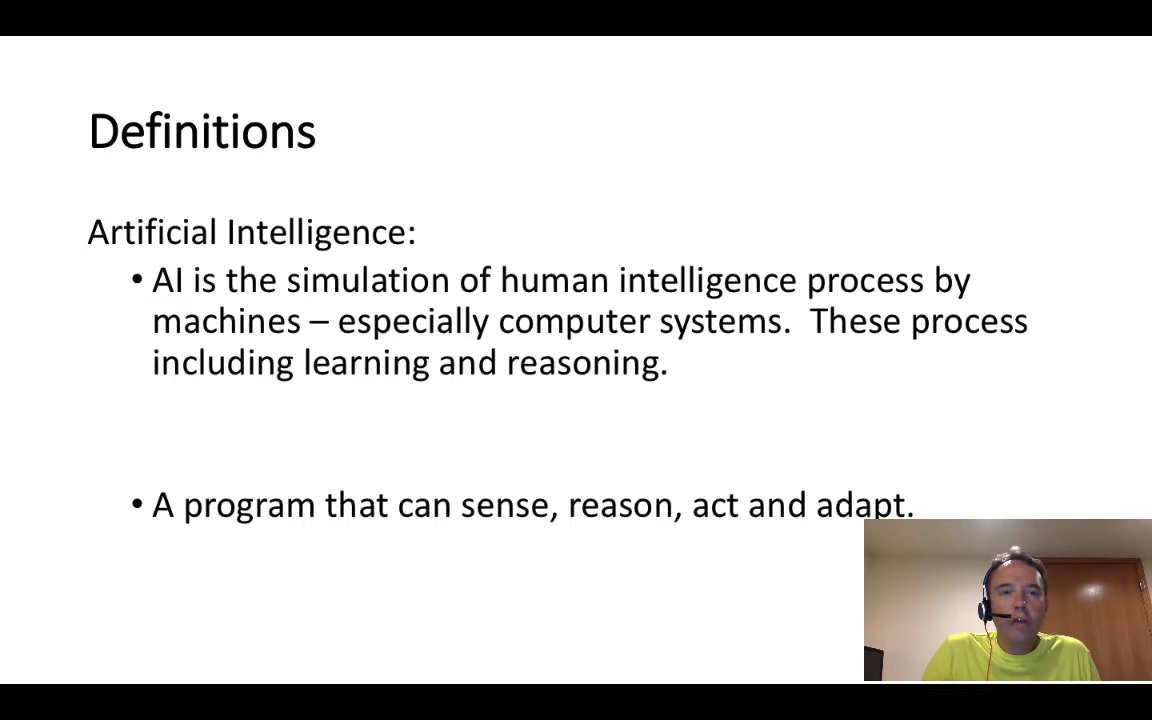 Definitions
Artificial Intelligence:
• AI is the simulation of human intelligence process by
machines – especially computer systems.  These process
including learning and reasoning.
• A program that can sense, reason, act and adapt.